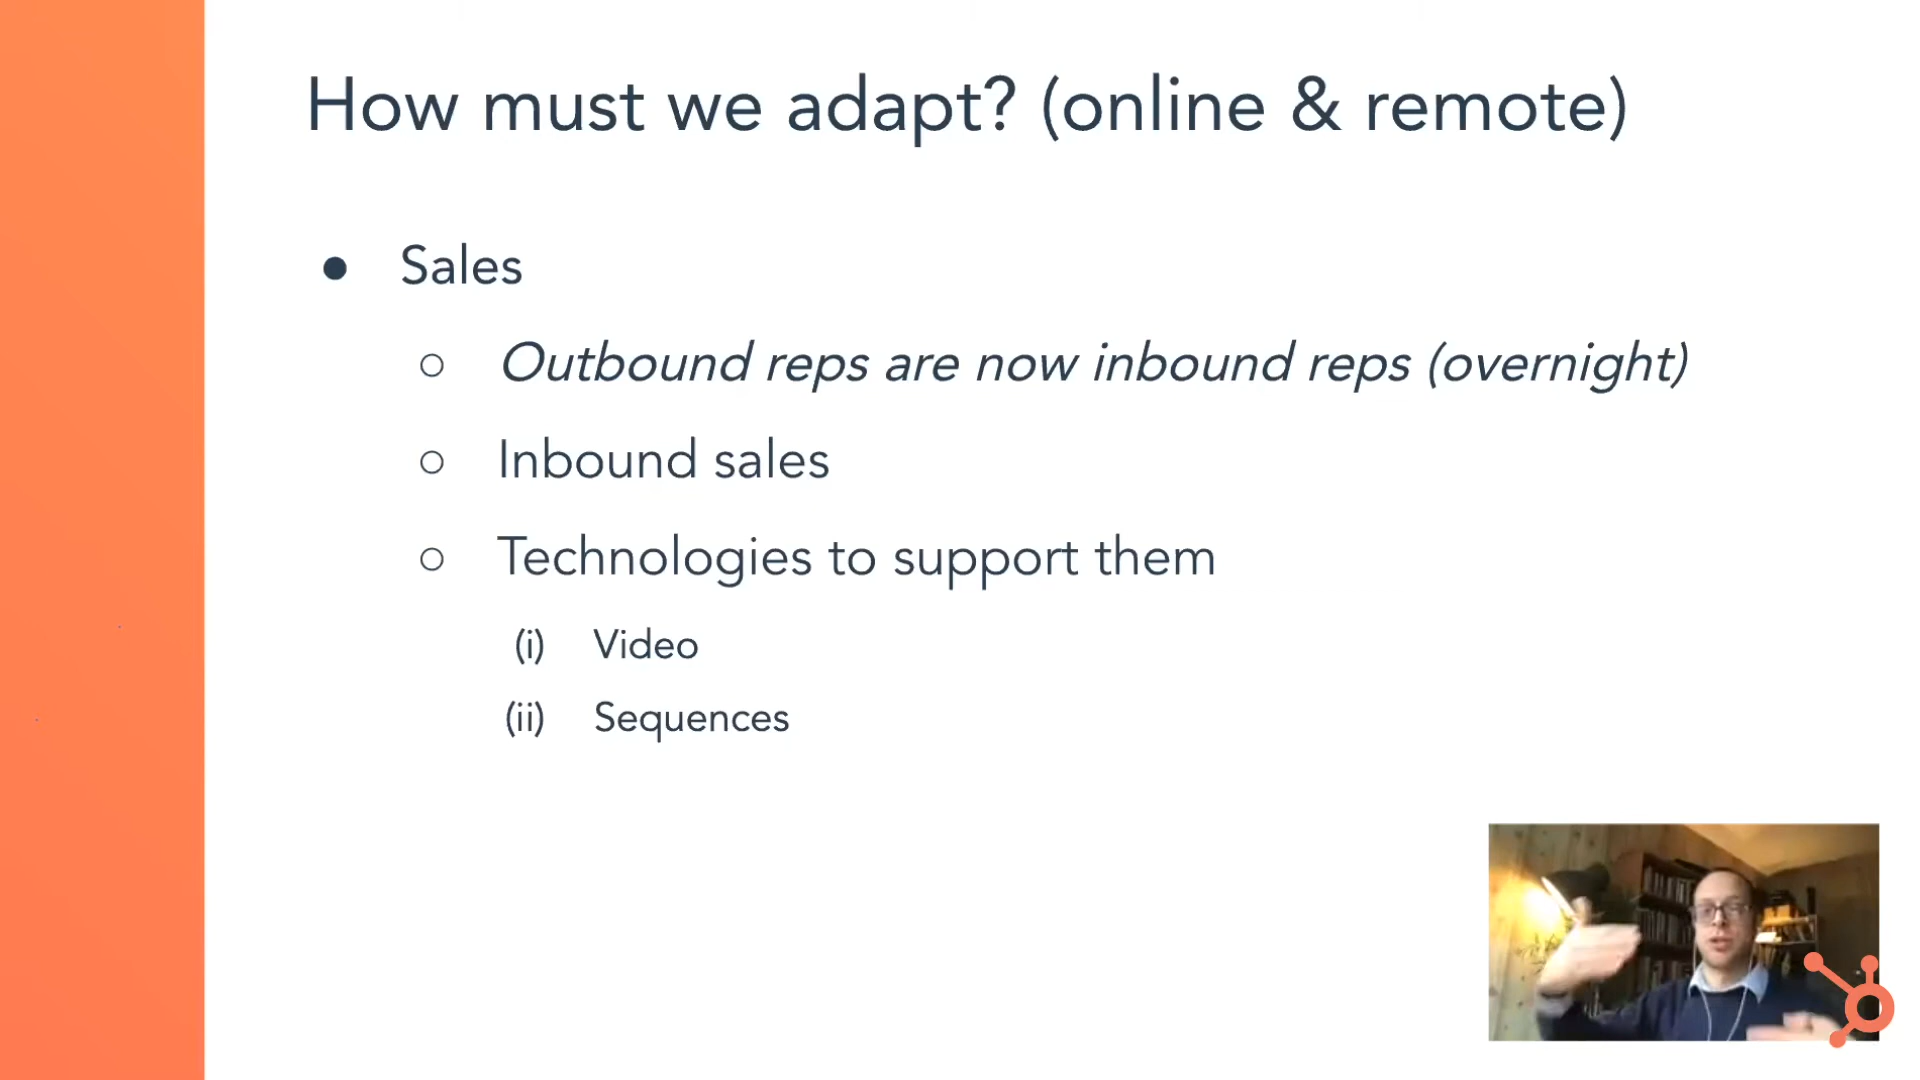 How must we adapt? (online & remote)
● Sales
○ Outbound reps are now inbound reps (overnight)
○ Inbound sales
○ Technologies to support them
(i) Video
(ii) Sequences